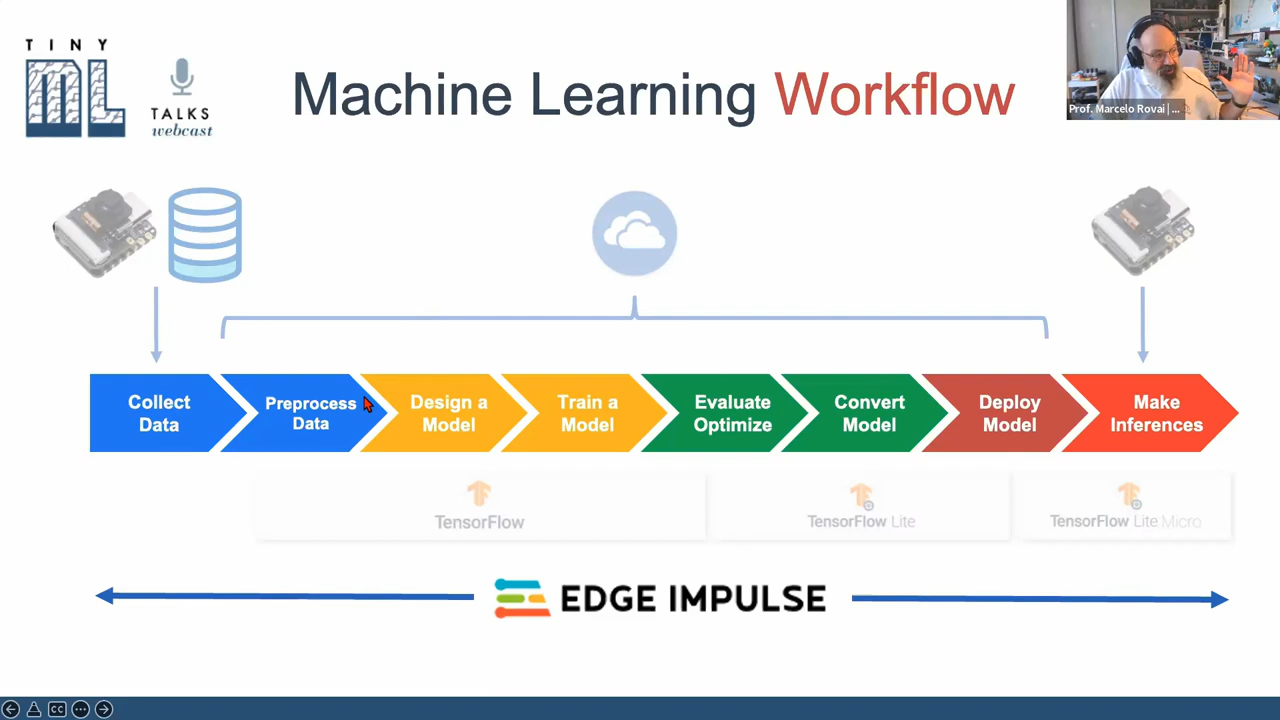 TINY
ML
TALKS
webcast
Machine Learning Workflow
Prof. Marcelo Rovai | ...
Collect
Data
Preprocess
Data
Design a
Model
Train a
Model
Evaluate
Optimize
Convert
Model
Deploy
Model
Make
Inferences
TensorFlow
TensorFlow Lite
TensorFlow Lite Micro
EDGE IMPULSE
CC